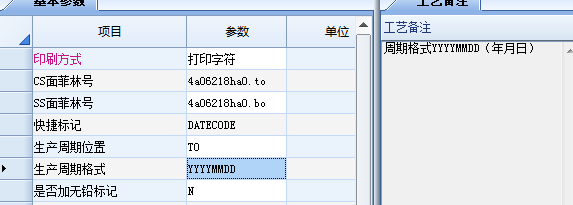 基本参数
工艺备注
项目 参数 单位
工艺备注
印刷方式 打印字符
周期格式YYYYMMDD（年月日）
CS面菲林号 4a06218ha0.to
SS面菲林号 4a06218ha0.bo
快捷标记 DATECODE
生产周期位置 TO
生产周期格式 YYYYMMDD
是否加无铅标记 N